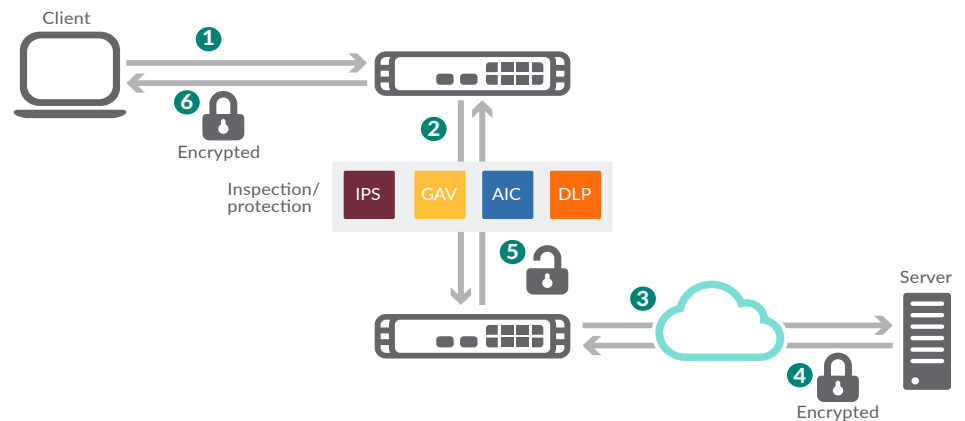 Client
1
6
Encrypted
2
Inspection/
protection
IPS
GAV
AIC
DLP
5
3
Server
4
Encrypted